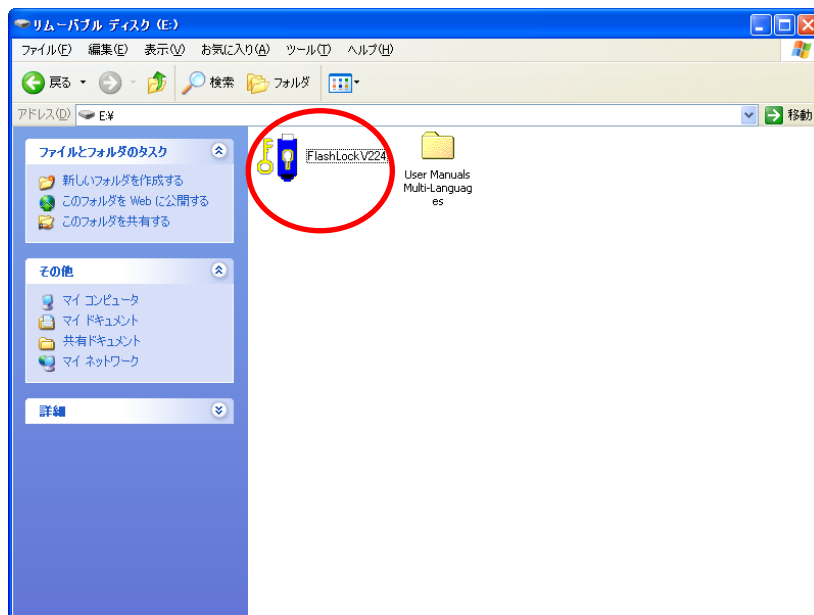 リムーバブル ディスク (E:)
ファイル(F) 編集(E) 表示(V) お気に入り(A) ツール(T) ヘルプ(H)
戻る 検索 フォルダ
アドレス(D) E:¥ 移動
ファイルとフォルダのタスク
新しいフォルダを作成する
このフォルダを Web に公開する
このフォルダを共有する
その他
マイ コンピュータ
マイ ドキュメント
共有ドキュメント
マイ ネットワーク
詳細
FlashLockV224
User Manuals
Multi-Languag
es